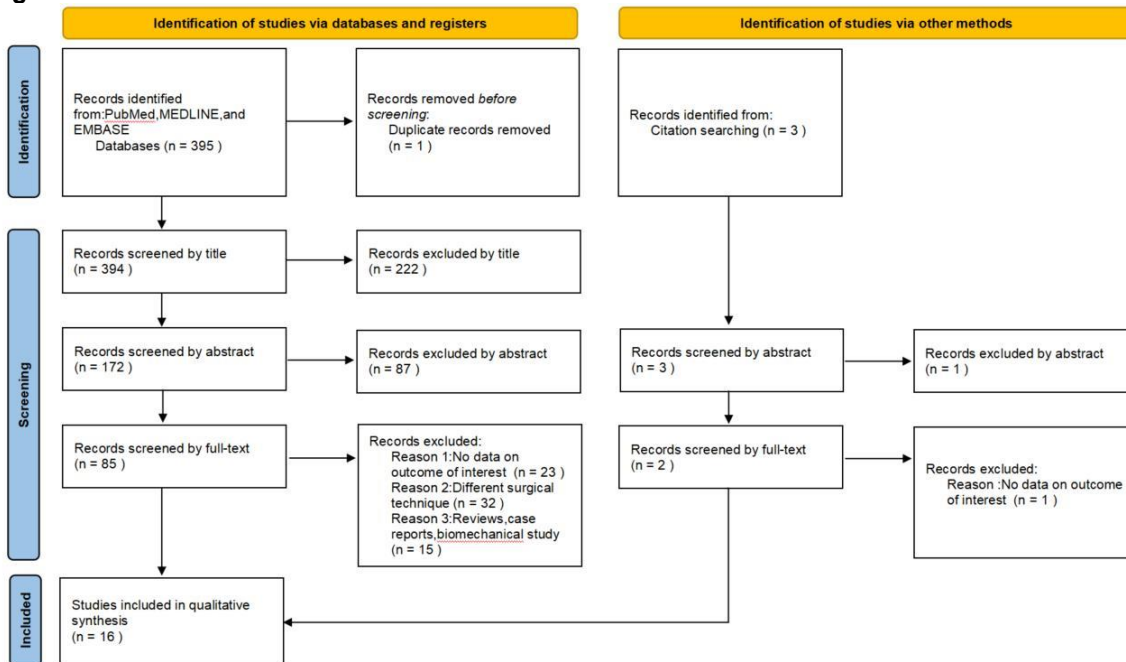 g
Identification of studies via databases and registers
Identification of studies via other methods
Identification
Records identified
from:PubMed,MEDLINE,and
EMBASE
Databases (n = 395 )
Records removed before
screening:
Duplicate records removed
(n = 1 )
Records identified from:
Citation searching (n = 3 )
Screening
Records screened by title
(n = 394 )
Records excluded by title
(n = 222 )
Records screened by abstract
(n = 172 )
Records excluded by abstract
(n = 87 )
Records screened by abstract
(n = 3 )
Records excluded by abstract
(n = 1 )
Records screened by full-text
(n = 85 )
Records excluded:
Reason 1:No data on
outcome of interest (n = 23 )
Reason 2:Different surgical
technique (n = 32 )
Reason 3:Reviews,case
reports,biomechanical study
(n = 15 )
Records screened by full-text
(n = 2 )
Records excluded:
Reason :No data on outcome
of interest (n = 1 )
Included
Studies included in qualitative
synthesis
(n = 16 )